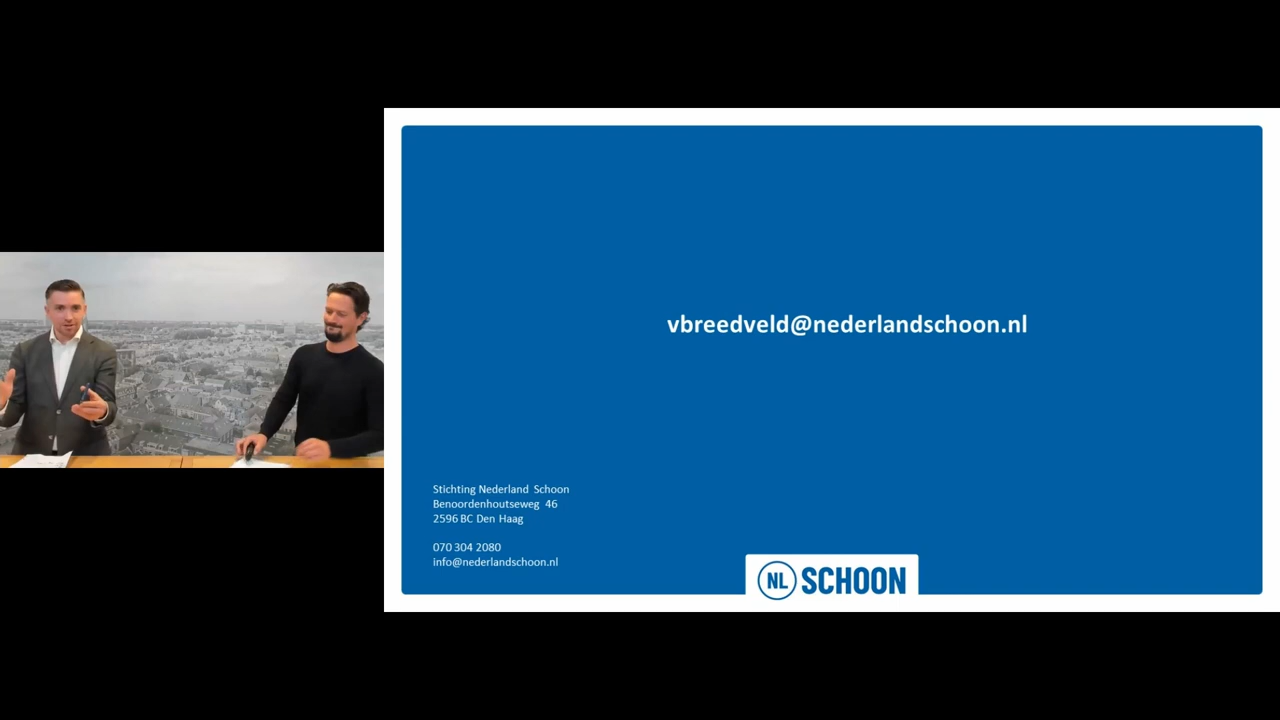 vbreedveld@nederlandschoon.nl
Stichting Nederland Schoon
Benoordenhoutseweg 46
2596 BC Den Haag
070 304 2080
info@nederlandschoon.nl
NL SCHOON